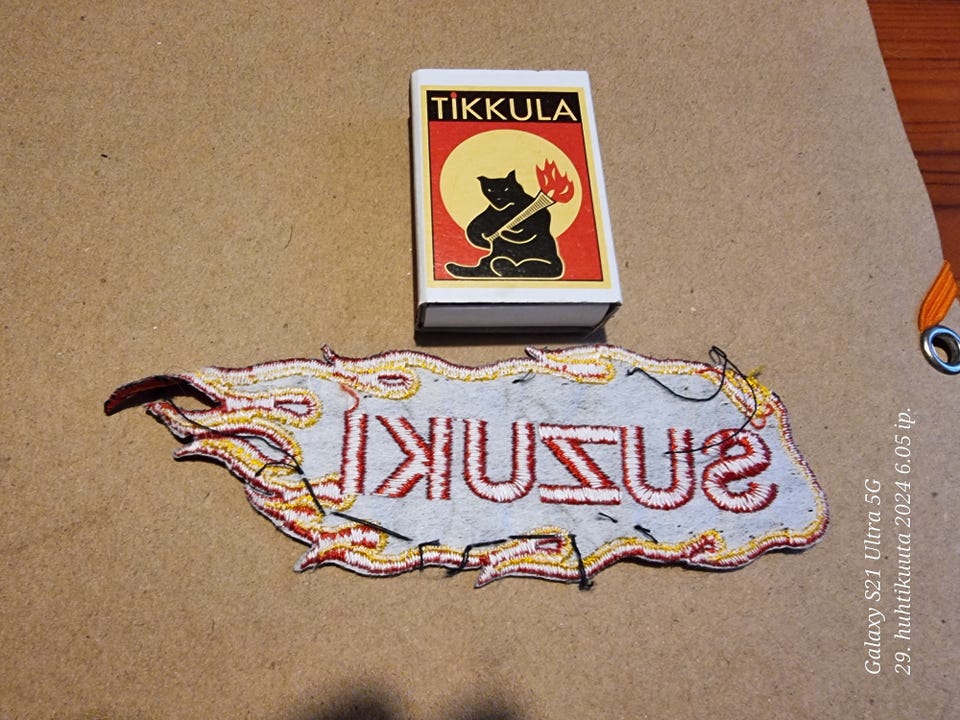 TIKKULA
SUZUKI
Galaxy S21 Ultra 5G
29. huhtikuuta 2024 6.05 ip.